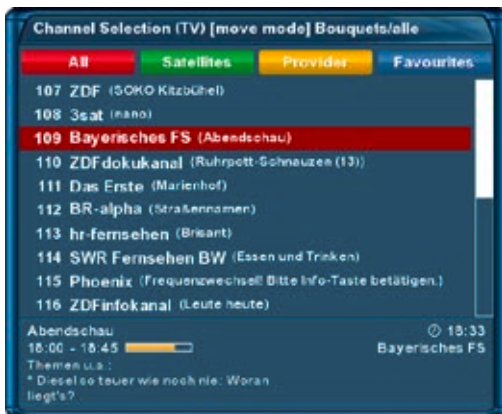 Channel Selection (TV) [move mode] Bouquets/alle
All Satellites Provider Favourites
107 ZDF (SOKO Kitzbühel)
108 3sat (nano)
109 Bayerisches FS (Abendschau)
110 ZDFdokukanal (Ruhrpott-Schnauzen (13))
111 Das Erste (Marienhof)
112 BR-alpha (Straßennamen)
113 hr-fernsehen (Brisant)
114 SWR Fernsehen BW (Essen und Trinken)
115 Phoenix (Frequenzwechsel! Bitte Info-Taste betätigen.)
116 ZDFinfokanal (Leute heute)
Abendschau 18:33
18:00 - 18:45 Bayerisches FS
Themen u.a.:
* Diesel so teuer wie noch nie: Woran
liegt's?